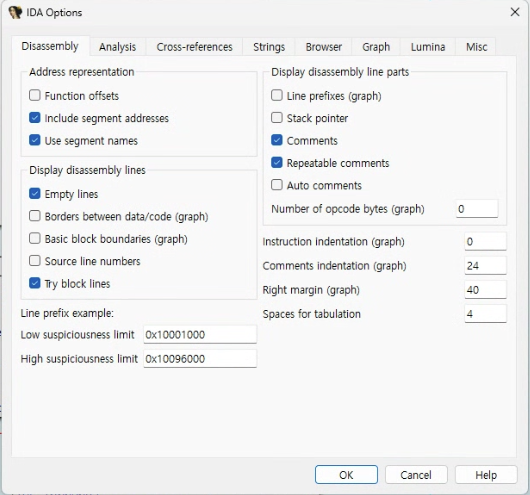 IDA Options
Disassembly Analysis Cross-references Strings Browser Graph Lumina Misc
Address representation
Function offsets
Include segment addresses
Use segment names
Display disassembly lines
Empty lines
Borders between data/code (graph)
Basic block boundaries (graph)
Source line numbers
Try block lines
Line prefix example:
Low suspiciousness limit 0x10001000
High suspiciousness limit 0x10096000
Display disassembly line parts
Line prefixes (graph)
Stack pointer
Comments
Repeatable comments
Auto comments
Number of opcode bytes (graph) 0
Instruction indentation (graph) 0
Comments indentation (graph) 24
Right margin (graph) 40
Spaces for tabulation 4
OK Cancel Help